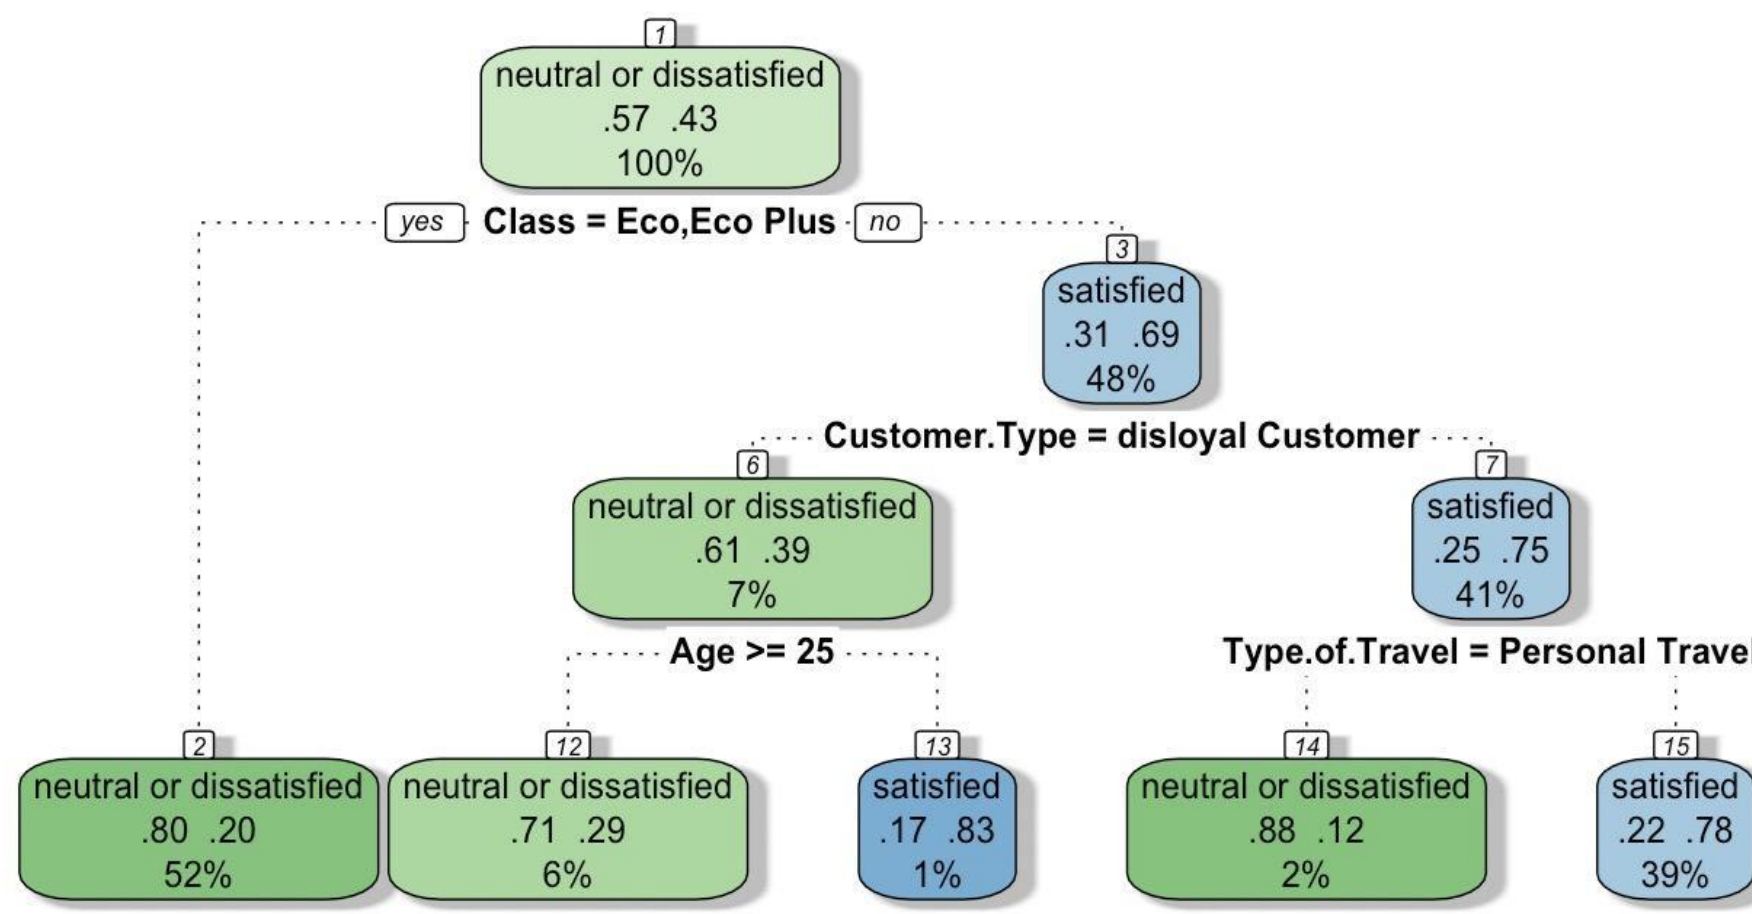 1
neutral or dissatisfied
.57 .43
100%
yes Class = Eco,Eco Plus no
3
satisfied
.31 .69
48%
Customer.Type = disloyal Customer
6
neutral or dissatisfied
.61 .39
7%
7
satisfied
.25 .75
41%
Age >= 25
Type.of.Travel = Personal Travel
2
neutral or dissatisfied
.80 .20
52%
12
neutral or dissatisfied
.71 .29
6%
13
satisfied
.17 .83
1%
14
neutral or dissatisfied
.88 .12
2%
15
satisfied
.22 .78
39%